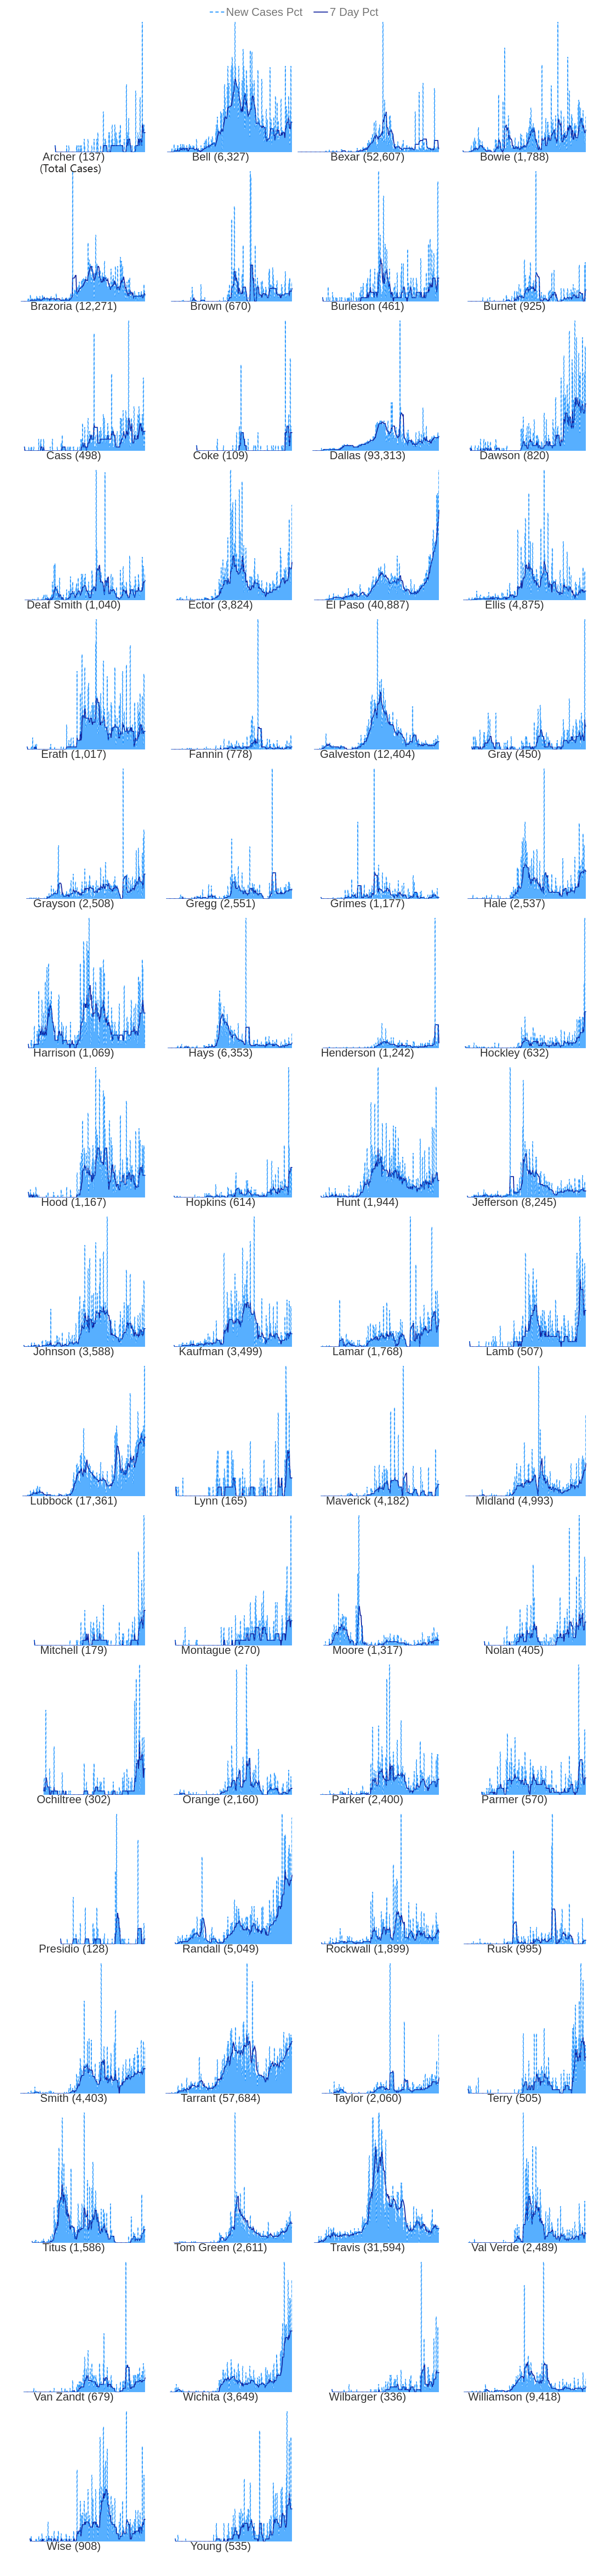 New Cases Pct 7 Day Pct
Archer (137) Bell (6,327) Bexar (52,607) Bowie (1,788)
(Total Cases)
Brazoria (12,271) Brown (670) Burleson (461) Burnet (925)
Cass (498) Coke (109) Dallas (93,313) Dawson (820)
Deaf Smith (1,040) Ector (3,824) El Paso (40,887) Ellis (4,875)
Erath (1,017) Fannin (778) Galveston (12,404) Gray (450)
Grayson (2,508) Gregg (2,551) Grimes (1,177) Hale (2,537)
Harrison (1,069) Hays (6,353) Henderson (1,242) Hockley (632)
Hood (1,167) Hopkins (614) Hunt (1,944) Jefferson (8,245)
Johnson (3,588) Kaufman (3,499) Lamar (1,768) Lamb (507)
Lubbock (17,361) Lynn (165) Maverick (4,182) Midland (4,993)
Mitchell (179) Montague (270) Moore (1,317) Nolan (405)
Ochiltree (302) Orange (2,160) Parker (2,400) Parmer (570)
Presidio (128) Randall (5,049) Rockwall (1,899) Rusk (995)
Smith (4,403) Tarrant (57,684) Taylor (2,060) Terry (505)
Titus (1,586) Tom Green (2,611) Travis (31,594) Val Verde (2,489)
Van Zandt (679) Wichita (3,649) Wilbarger (336) Williamson (9,418)
Wise (908) Young (535)